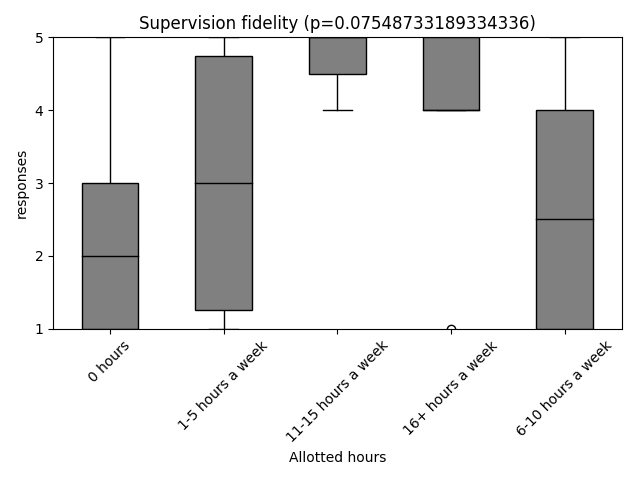 Supervision fidelity (p=0.07548733189334336)
5
4
3
2
1
responses
0 hours
1-5 hours a week
11-15 hours a week
16+ hours a week
6-10 hours a week
Allotted hours